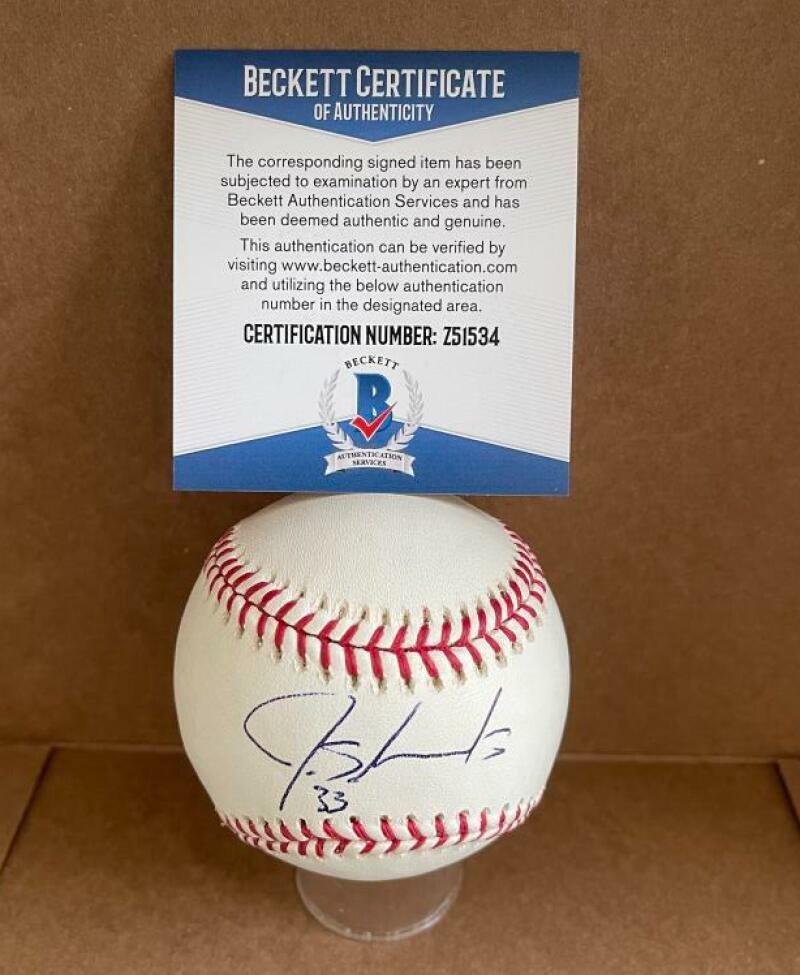 BECKETT CERTIFICATE
OF AUTHENTICITY
The corresponding signed item has been
subjected to examination by an expert from
Beckett Authentication Services and has
been deemed authentic and genuine.
This authentication can be verified by
visiting www.beckett-authentication.com
and utilizing the below authentication
number in the designated area.
CERTIFICATION NUMBER: Z51534
BECKETT
B
AUTHENTICATION
SERVICES
33